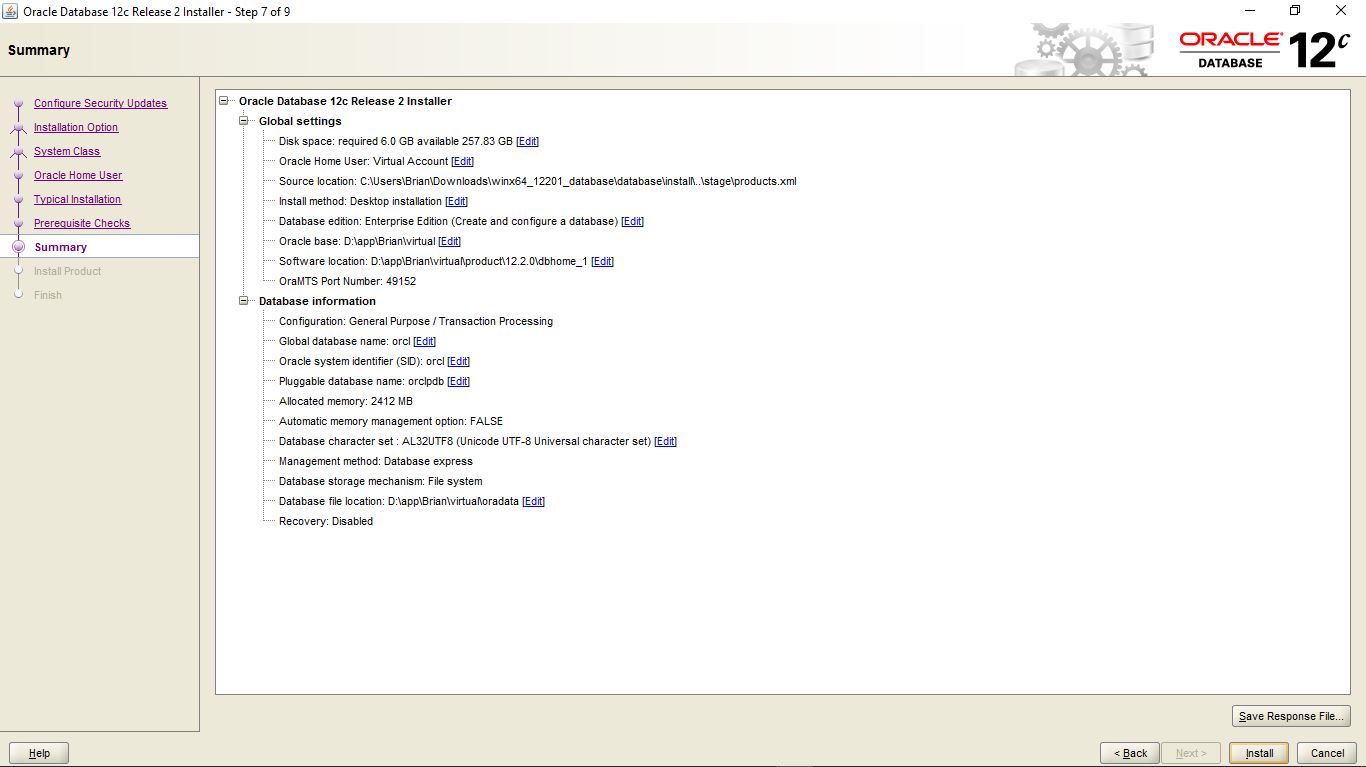 Oracle Database 12c Release 2 Installer - Step 7 of 9
Summary
ORACLE
DATABASE
12c
Configure Security Updates
Installation Option
System Class
Oracle Home User
Typical Installation
Prerequisite Checks
Summary
Install Product
Finish
Oracle Database 12c Release 2 Installer
Global settings
Disk space: required 6.0 GB available 257.83 GB [Edit]
Oracle Home User: Virtual Account [Edit]
Source location: C:\Users\Brian\Downloads\winx64_12201_database\database\install\..\stage\products.xml
Install method: Desktop installation [Edit]
Database edition: Enterprise Edition (Create and configure a database) [Edit]
Oracle base: D:\app\Brian\virtual [Edit]
Software location: D:\app\Brian\virtual\product\12.2.0\dbhome_1 [Edit]
OraMTS Port Number: 49152
Database information
Configuration: General Purpose / Transaction Processing
Global database name: orcl [Edit]
Oracle system identifier (SID): orcl [Edit]
Pluggable database name: orclpdb [Edit]
Allocated memory: 2412 MB
Automatic memory management option: FALSE
Database character set : AL32UTF8 (Unicode UTF-8 Universal character set) [Edit]
Management method: Database express
Database storage mechanism: File system
Database file location: D:\app\Brian\virtual\oradata [Edit]
Recovery: Disabled
Save Response File...
Help
< Back
Next >
Install
Cancel